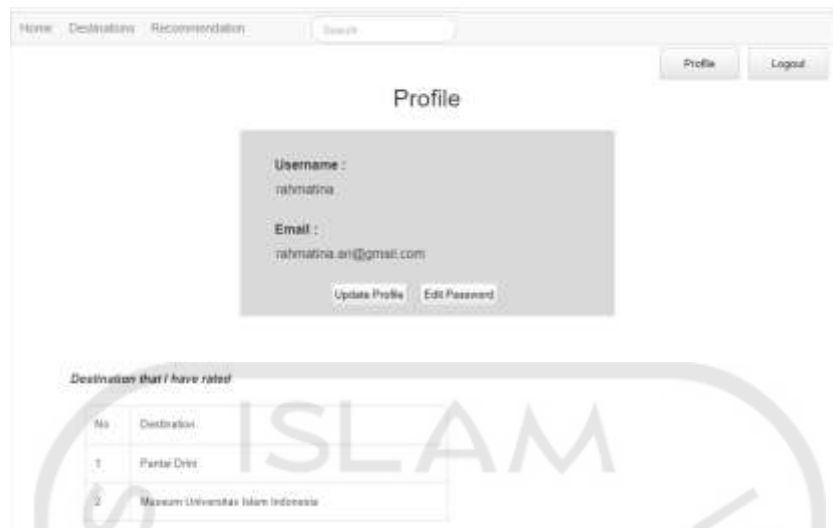 Home Destinations Recommendation Search
Profile Logout
Profile
Username :
rahmatina
Email :
rahmatina.ari@gmail.com
Update Profile Edit Password
Destination that I have rated
No Destination
1 Pantai Drini
2 Museum Universitas Islam Indonesia
ISLAM